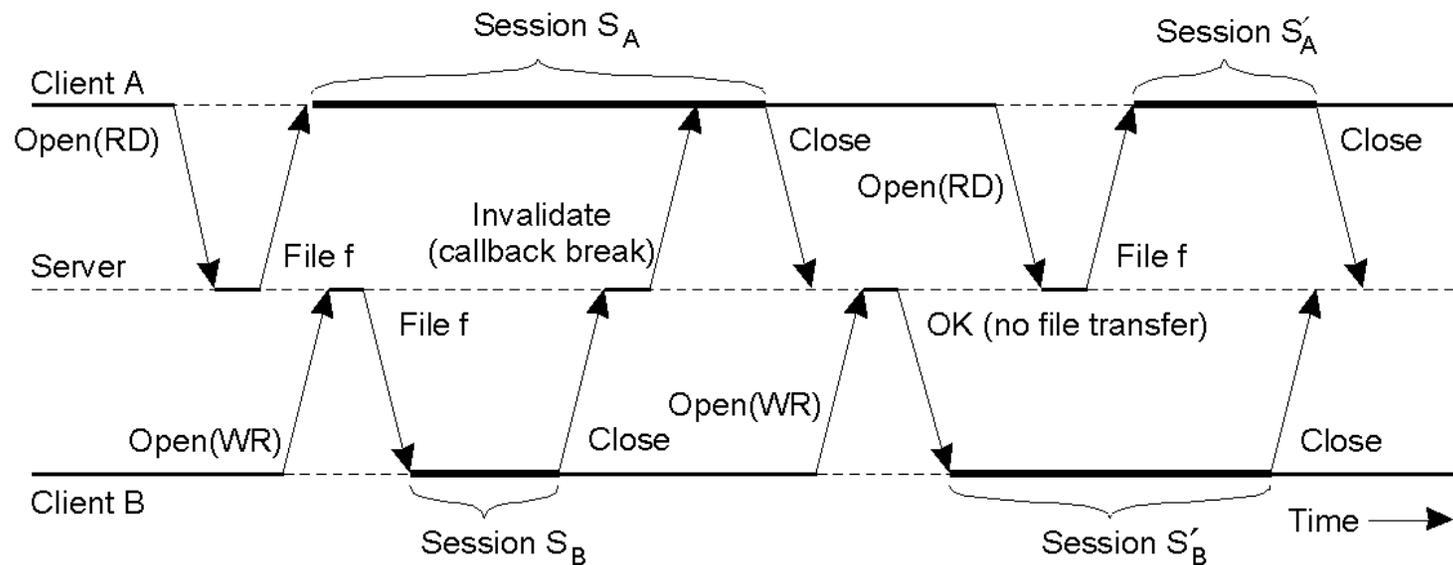 Session S_A
Session S′_A
Client A
Open(RD)
Close
Close
Open(RD)
Invalidate
(callback break)
File f
File f
Server
File f
OK (no file transfer)
Open(WR)
Open(WR)
Close
Close
Client B
Time
Session S_B
Session S′_B